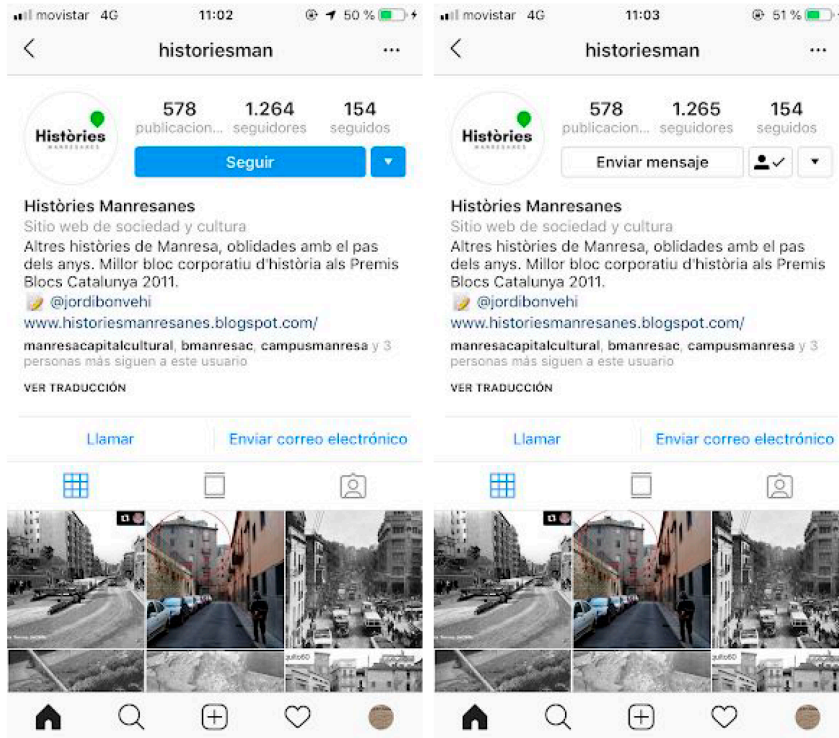 movistar 4G 11:02 50 %
historiesman
...
578 1.264 154
publicacion... seguidores seguidos
Històries
MANRESANES
Seguir
Històries Manresanes
Sitio web de sociedad y cultura
Altres històries de Manresa, oblidades amb el pas
dels anys. Millor bloc corporatiu d'història als Premis
Blocs Catalunya 2011.
@jordibonvehi
www.historiesmanresanes.blogspot.com/
manresacapitalcultural, bmanresac, campusmanresa y 3
personas más siguen a este usuario
VER TRADUCCIÓN
Llamar Enviar correo electrónico
movistar 4G 11:03 51 %
historiesman
...
578 1.265 154
publicacion... seguidores seguidos
Històries
MANRESANES
Enviar mensaje
Històries Manresanes
Sitio web de sociedad y cultura
Altres històries de Manresa, oblidades amb el pas
dels anys. Millor bloc corporatiu d'història als Premis
Blocs Catalunya 2011.
@jordibonvehi
www.historiesmanresanes.blogspot.com/
manresacapitalcultural, bmanresac, campusmanresa y 3
personas más siguen a este usuario
VER TRADUCCIÓN
Llamar Enviar correo electrónico